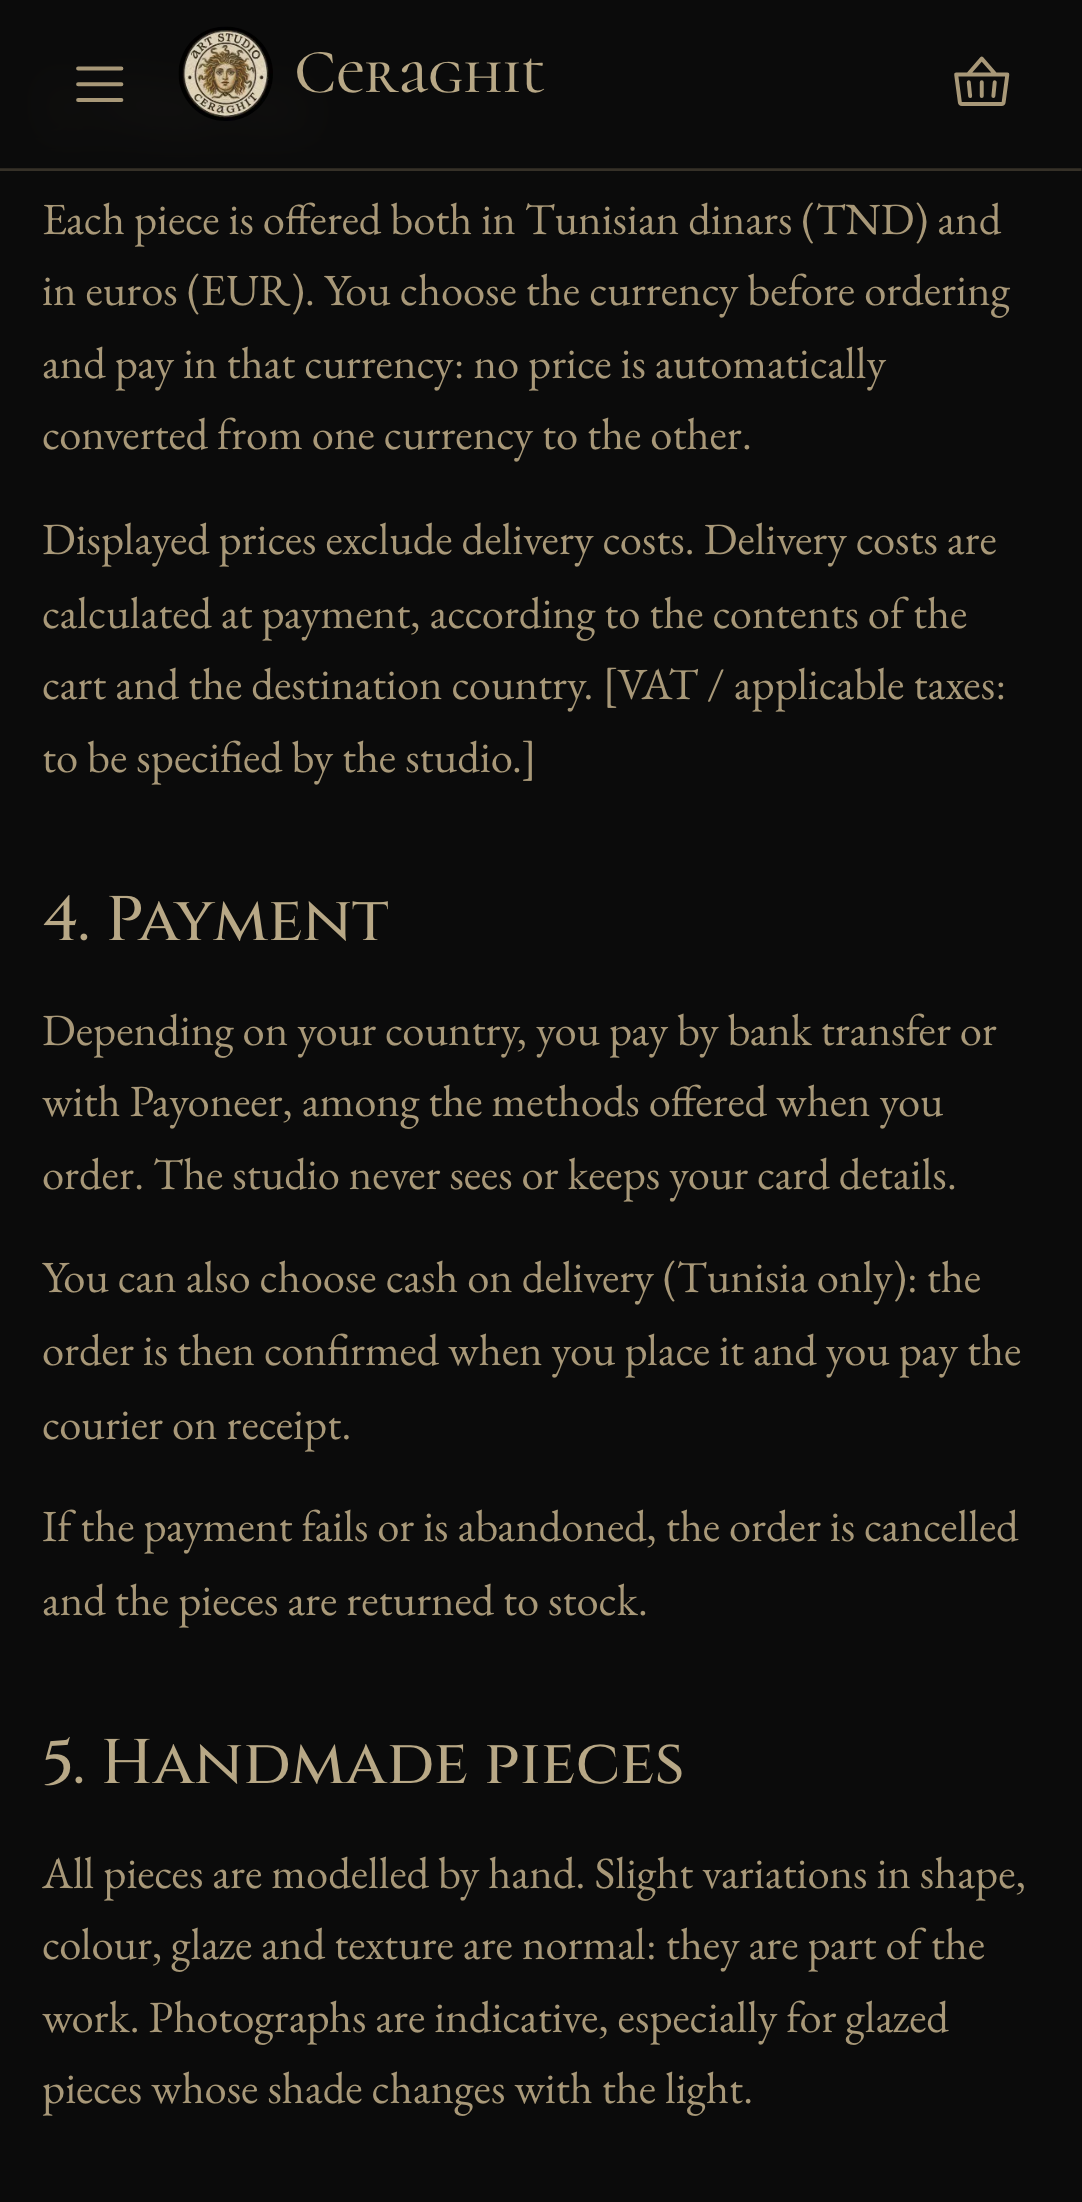 ART STUDIO
CERAGHIT
Ceraghit
Each piece is offered both in Tunisian dinars (TND) and
in euros (EUR). You choose the currency before ordering
and pay in that currency: no price is automatically
converted from one currency to the other.
Displayed prices exclude delivery costs. Delivery costs are
calculated at payment, according to the contents of the
cart and the destination country. [VAT / applicable taxes:
to be specified by the studio.]
4. Payment
Depending on your country, you pay by bank transfer or
with Payoneer, among the methods offered when you
order. The studio never sees or keeps your card details.
You can also choose cash on delivery (Tunisia only): the
order is then confirmed when you place it and you pay the
courier on receipt.
If the payment fails or is abandoned, the order is cancelled
and the pieces are returned to stock.
5. Handmade pieces
All pieces are modelled by hand. Slight variations in shape,
colour, glaze and texture are normal: they are part of the
work. Photographs are indicative, especially for glazed
pieces whose shade changes with the light.